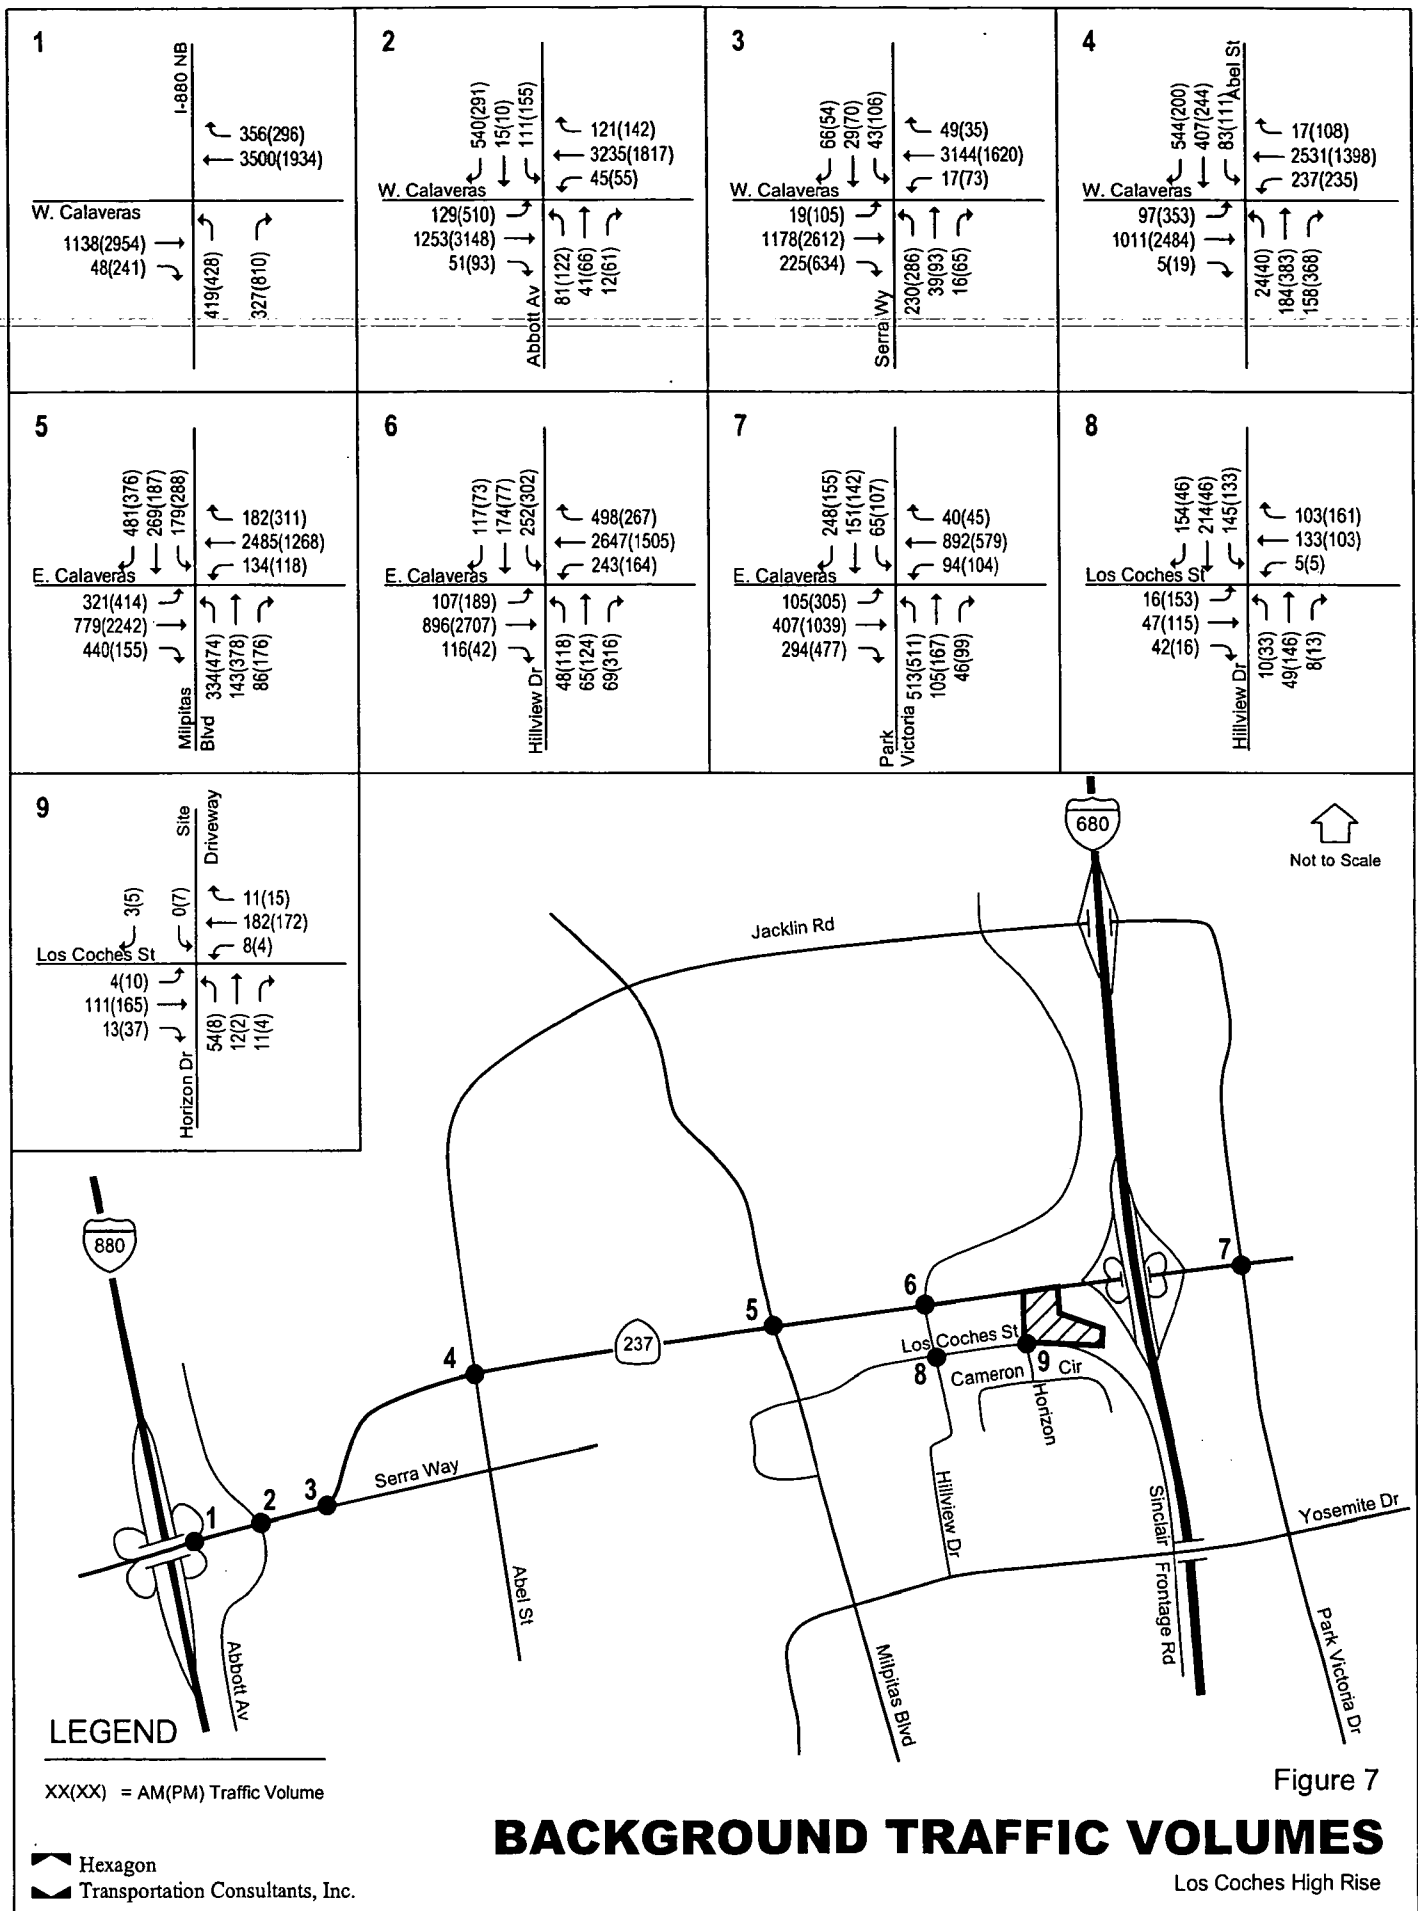 1
I-880 NB
356(296)
3500(1934)
W. Calaveras
1138(2954)
48(241)
419(428)
327(810)
2
540(291)
15(10)
111(155)
121(142)
3235(1817)
45(55)
W. Calaveras
129(510)
1253(3148)
51(93)
81(122)
41(66)
12(61)
Abbott Av
3
66(54)
29(70)
43(106)
49(35)
3144(1620)
17(73)
W. Calaveras
19(105)
1178(2612)
225(634)
230(286)
39(93)
16(65)
Serra Wy
4
544(200)
407(244)
83(111)
Abel St
17(108)
2531(1398)
237(235)
W. Calaveras
97(353)
1011(2484)
5(19)
24(40)
184(383)
158(368)
5
481(376)
269(187)
179(288)
182(311)
2485(1268)
134(118)
E. Calaveras
321(414)
779(2242)
440(155)
334(474)
143(378)
86(176)
Milpitas
Blvd
6
117(73)
174(77)
252(302)
498(267)
2647(1505)
243(164)
E. Calaveras
107(189)
896(2707)
116(42)
48(118)
65(124)
69(316)
Hillview Dr
7
248(155)
151(142)
65(107)
40(45)
892(579)
94(104)
E. Calaveras
105(305)
407(1039)
294(477)
513(511)
105(167)
46(99)
Park
Victoria
8
154(46)
214(46)
145(133)
103(161)
133(103)
5(5)
Los Coches St
16(153)
47(115)
42(16)
10(33)
49(146)
8(13)
Hillview Dr
9
Site
Driveway
3(5)
0(7)
11(15)
182(172)
8(4)
Los Coches St
4(10)
111(165)
13(37)
54(8)
12(2)
11(4)
Horizon Dr
680
Not to Scale
Jacklin Rd
880
7
6
5
237
4
Los Coches St
8
9
Cameron
Cir
Horizon
3
2
1
Serra Way
Hillview Dr
Sinclair Frontage Rd
Yosemite Dr
Abel St
Abbott Av
Milpitas Blvd
Park Victoria Dr
LEGEND
XX(XX) = AM(PM) Traffic Volume
Figure 7
BACKGROUND TRAFFIC VOLUMES
Los Coches High Rise
Hexagon
Transportation Consultants, Inc.